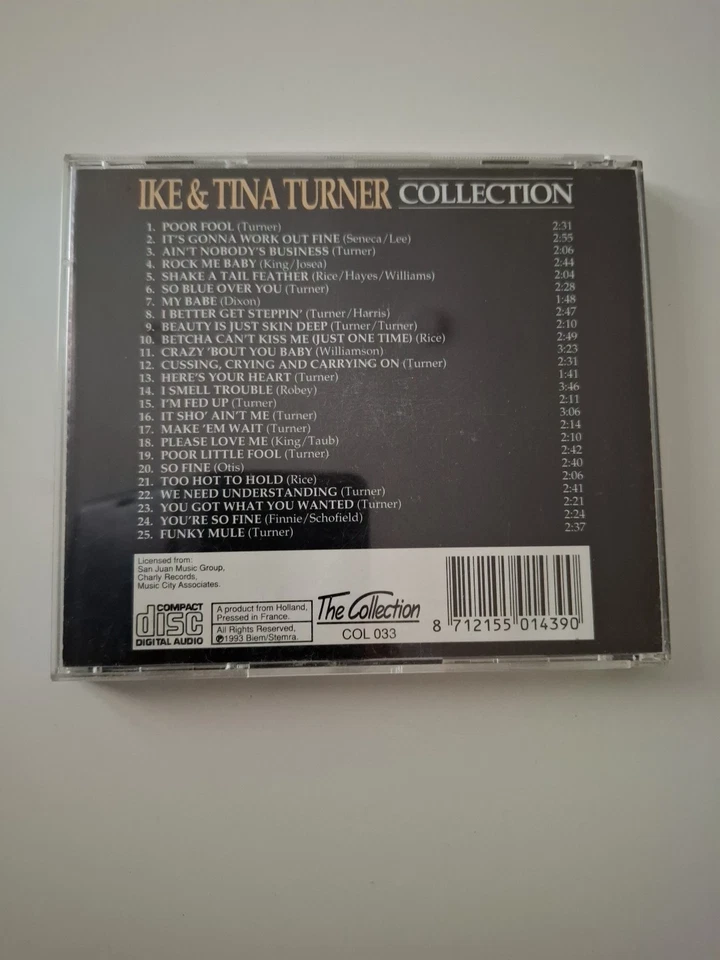 IKE & TINA TURNER COLLECTION
1. POOR FOOL (Turner) 2:31
2. IT'S GONNA WORK OUT FINE (Seneca/Lee) 2:55
3. AIN'T NOBODY'S BUSINESS (Turner) 2:06
4. ROCK ME BABY (King/Josea) 2:44
5. SHAKE A TAIL FEATHER (Rice/Hayes/Williams) 2:04
6. SO BLUE OVER YOU (Turner) 2:28
7. MY BABE (Dixon) 1:48
8. I BETTER GET STEPPIN' (Turner/Harris) 2:47
9. BEAUTY IS JUST SKIN DEEP (Turner/Turner) 2:10
10. BETCHA CAN'T KISS ME (JUST ONE TIME) (Rice) 2:49
11. CRAZY 'BOUT YOU BABY (Williamson) 3:23
12. CUSSING, CRYING AND CARRYING ON (Turner) 2:31
13. HERE'S YOUR HEART (Turner) 1:41
14. I SMELL TROUBLE (Robey) 3:46
15. I'M FED UP (Turner) 2:11
16. IT SHO' AIN'T ME (Turner) 3:06
17. MAKE 'EM WAIT (Turner) 2:14
18. PLEASE LOVE ME (King/Taub) 2:10
19. POOR LITTLE FOOL (Turner) 2:42
20. SO FINE (Otis) 2:40
21. TOO HOT TO HOLD (Rice) 2:06
22. WE NEED UNDERSTANDING (Turner) 2:41
23. YOU GOT WHAT YOU WANTED (Turner) 2:21
24. YOU'RE SO FINE (Finnie/Schofield) 2:24
25. FUNKY MULE (Turner) 2:37
Licensed from:
San Juan Music Group,
Charly Records,
Music City Associates.
COMPACT
disc
DIGITAL AUDIO
A product from Holland,
Pressed in France.
All Rights Reserved,
℗1993 Biem/Stemra.
The Collection
COL 033
8 712155 014390